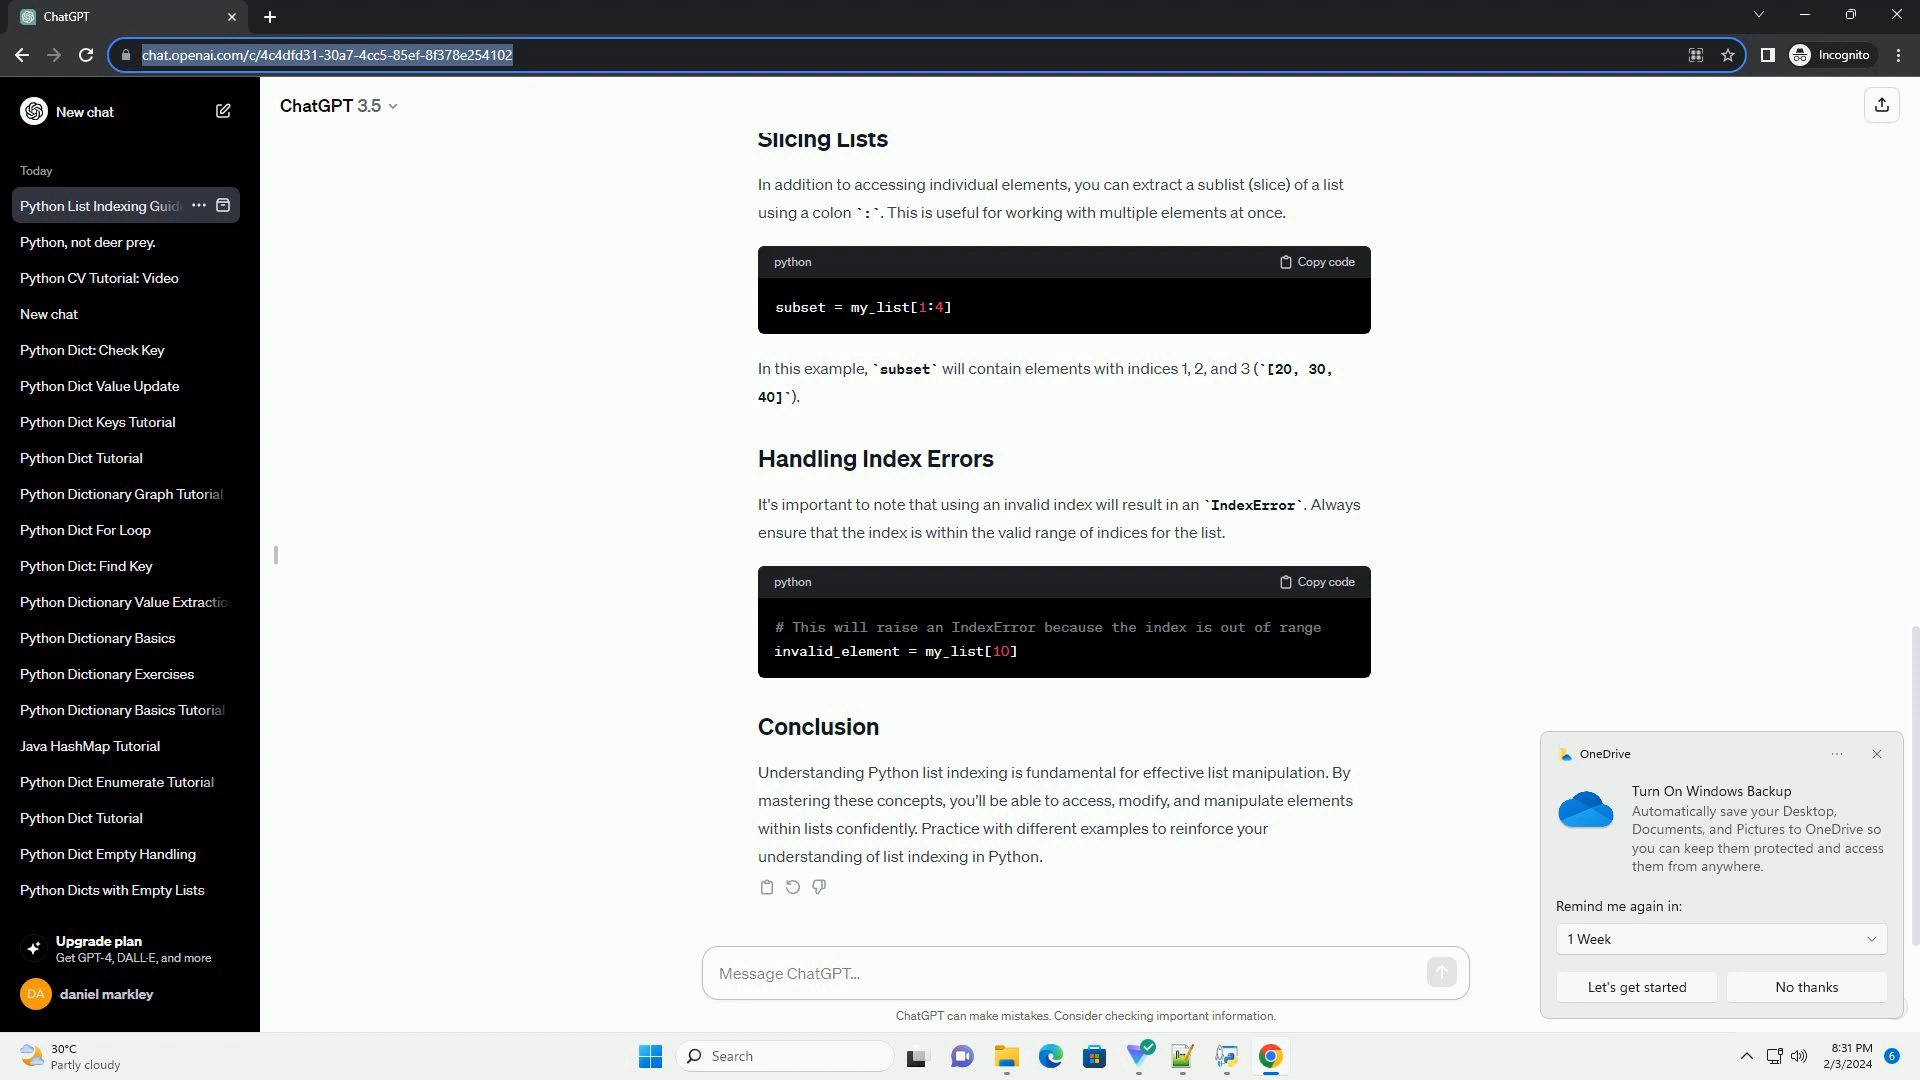 ChatGPT
chat.openai.com/c/4c4dfd31-30a7-4cc5-85ef-8f378e254102
Incognito
New chat
Today
Python List Indexing Guid
Python, not deer prey.
Python CV Tutorial: Video
New chat
Python Dict: Check Key
Python Dict Value Update
Python Dict Keys Tutorial
Python Dict Tutorial
Python Dictionary Graph Tutorial
Python Dict For Loop
Python Dict: Find Key
Python Dictionary Value Extractio
Python Dictionary Basics
Python Dictionary Exercises
Python Dictionary Basics Tutorial
Java HashMap Tutorial
Python Dict Enumerate Tutorial
Python Dict Tutorial
Python Dict Empty Handling
Python Dicts with Empty Lists
Upgrade plan
Get GPT-4, DALL·E, and more
DA daniel markley
ChatGPT 3.5
Slicing Lists
In addition to accessing individual elements, you can extract a sublist (slice) of a list
using a colon `:`. This is useful for working with multiple elements at once.
python Copy code
subset = my_list[1:4]
In this example, `subset` will contain elements with indices 1, 2, and 3 (`[20, 30,
40]`).
Handling Index Errors
It's important to note that using an invalid index will result in an `IndexError`. Always
ensure that the index is within the valid range of indices for the list.
python Copy code
# This will raise an IndexError because the index is out of range
invalid_element = my_list[10]
Conclusion
Understanding Python list indexing is fundamental for effective list manipulation. By
mastering these concepts, you'll be able to access, modify, and manipulate elements
within lists confidently. Practice with different examples to reinforce your
understanding of list indexing in Python.
Message ChatGPT...
ChatGPT can make mistakes. Consider checking important information.
OneDrive
Turn On Windows Backup
Automatically save your Desktop,
Documents, and Pictures to OneDrive so
you can keep them protected and access
them from anywhere.
Remind me again in:
1 Week
Let's get started No thanks
30°C
Partly cloudy
Search
8:31 PM
2/3/2024
6